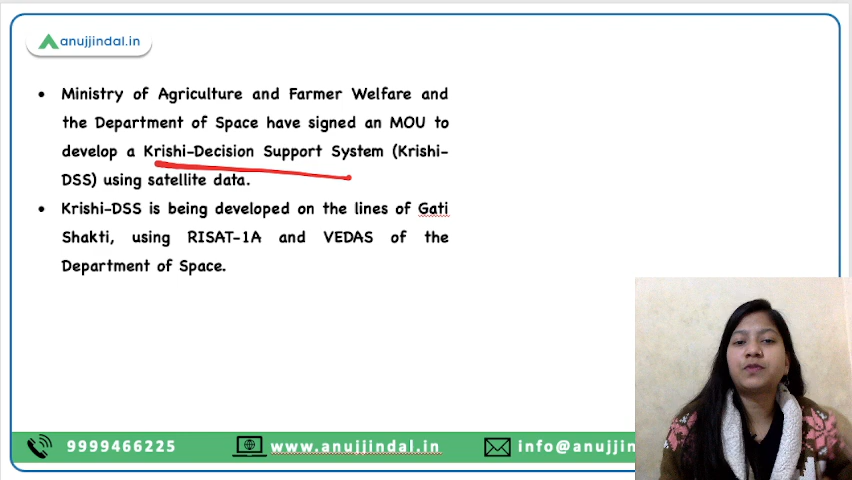 anujjindal.in
• Ministry of Agriculture and Farmer Welfare and
the Department of Space have signed an MOU to
develop a Krishi-Decision Support System (Krishi-
DSS) using satellite data.
• Krishi-DSS is being developed on the lines of Gati
Shakti, using RISAT-1A and VEDAS of the
Department of Space.
9999466225
www.anujjindal.in
info@anujjin